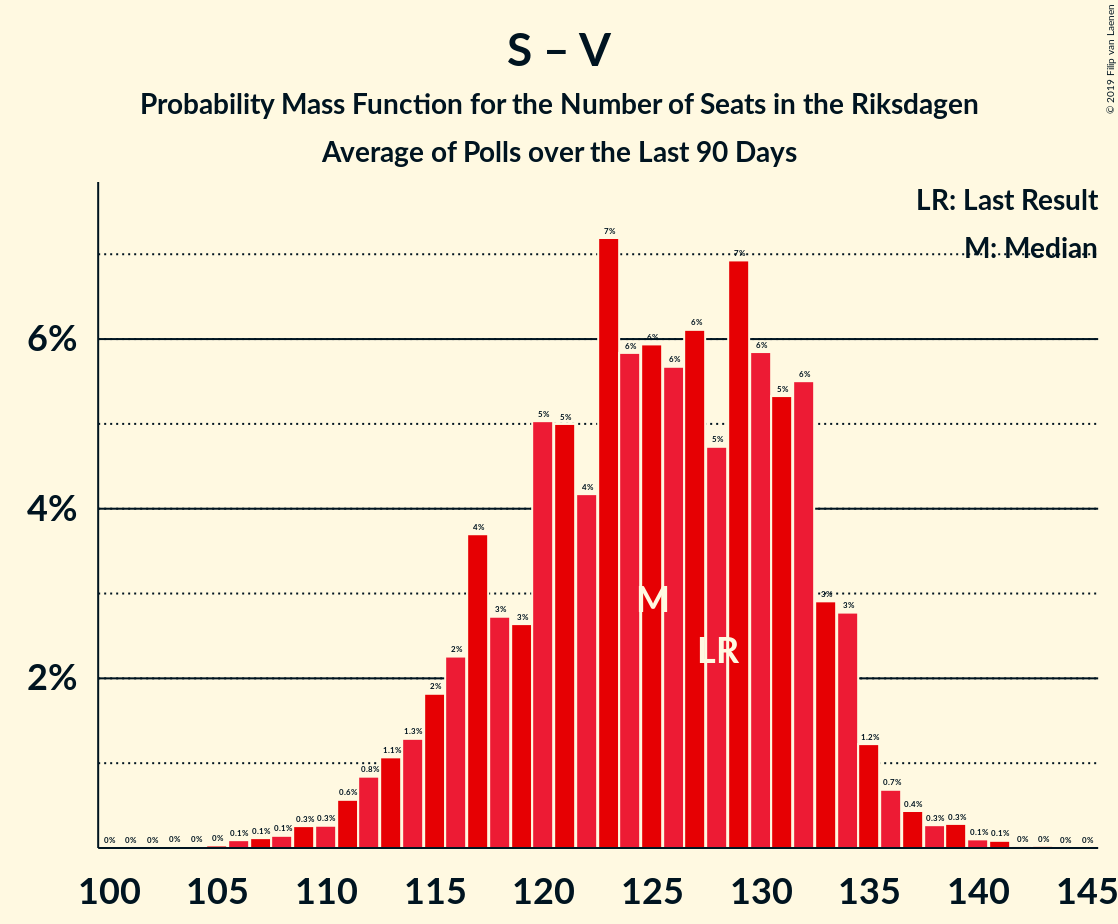 S – V
Probability Mass Function for the Number of Seats in the Riksdagen
Average of Polls over the Last 90 Days
© 2019 Filip van Laenen
LR: Last Result
M: Median
6%
4%
2%
0% 0% 0% 0% 0% 0% 0.1% 0.1% 0.1% 0.3% 0.3% 0.6% 0.8% 1.1% 1.3% 2% 2% 4% 3% 3% 5% 5% 4% 7% 6% 6% 6% 6% 5% 7% 6% 5% 6% 3% 3% 1.2% 0.7% 0.4% 0.3% 0.3% 0.1% 0.1% 0% 0% 0% 0%
M
LR
100 105 110 115 120 125 130 135 140 145